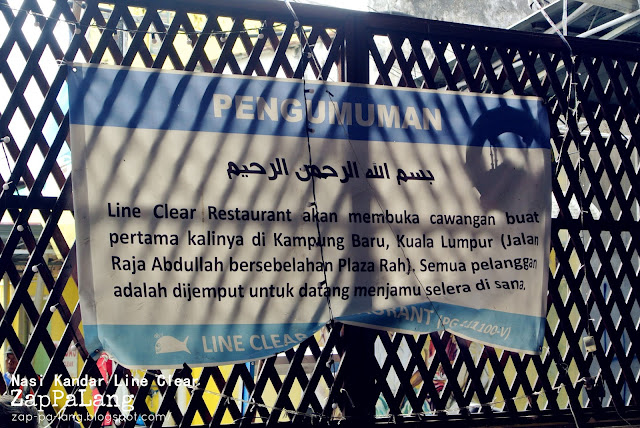 PENGUMUMAN
بسم الله الرحمن الرحيم
Line Clear Restaurant akan membuka cawangan buat
pertama kalinya di Kampung Baru, Kuala Lumpur (Jalan
Raja Abdullah bersebelahan Plaza Rah). Semua pelanggan
adalah dijemput untuk datang menjamu selera di sana.
LINE CLEAR
Nasi Kandar Line Clear
ZapPaLang
zap-pa-lang.blogspot.com